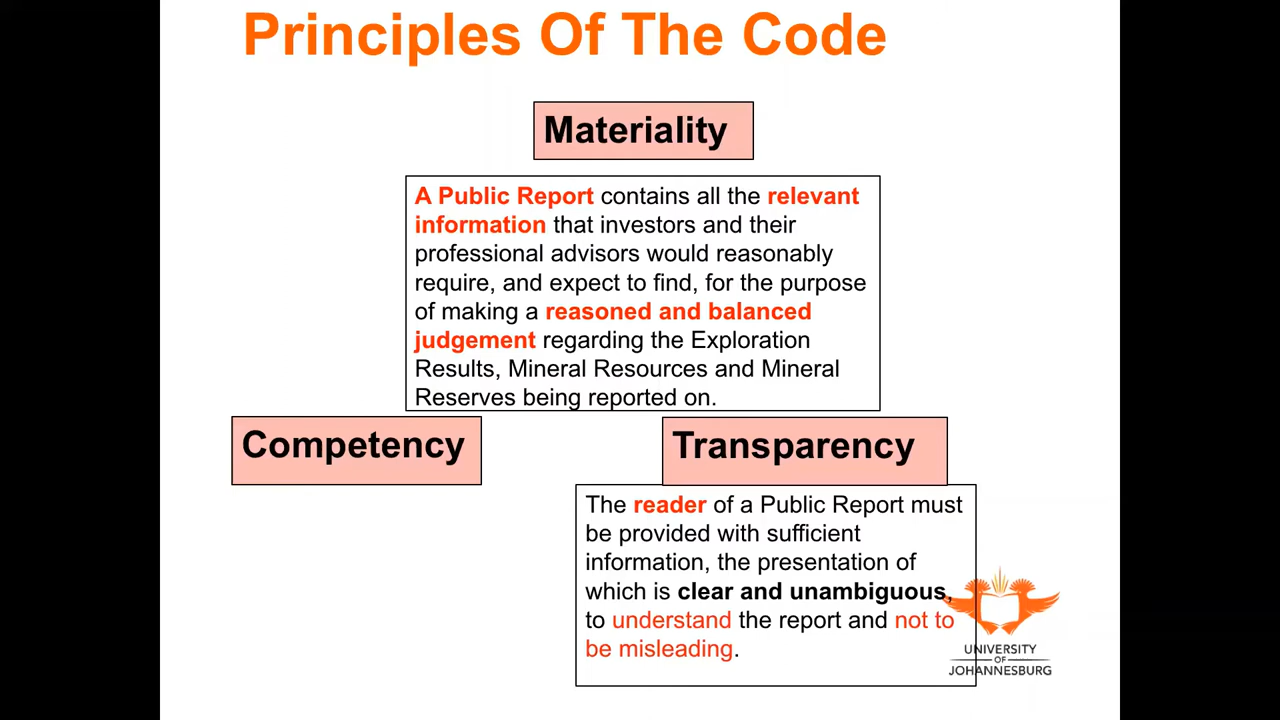 Principles Of The Code
Materiality
A Public Report contains all the relevant
information that investors and their
professional advisors would reasonably
require, and expect to find, for the purpose
of making a reasoned and balanced
judgement regarding the Exploration
Results, Mineral Resources and Mineral
Reserves being reported on.
Competency
Transparency
The reader of a Public Report must
be provided with sufficient
information, the presentation of
which is clear and unambiguous,
to understand the report and not to
be misleading.
UNIVERSITY
OF
JOHANNESBURG